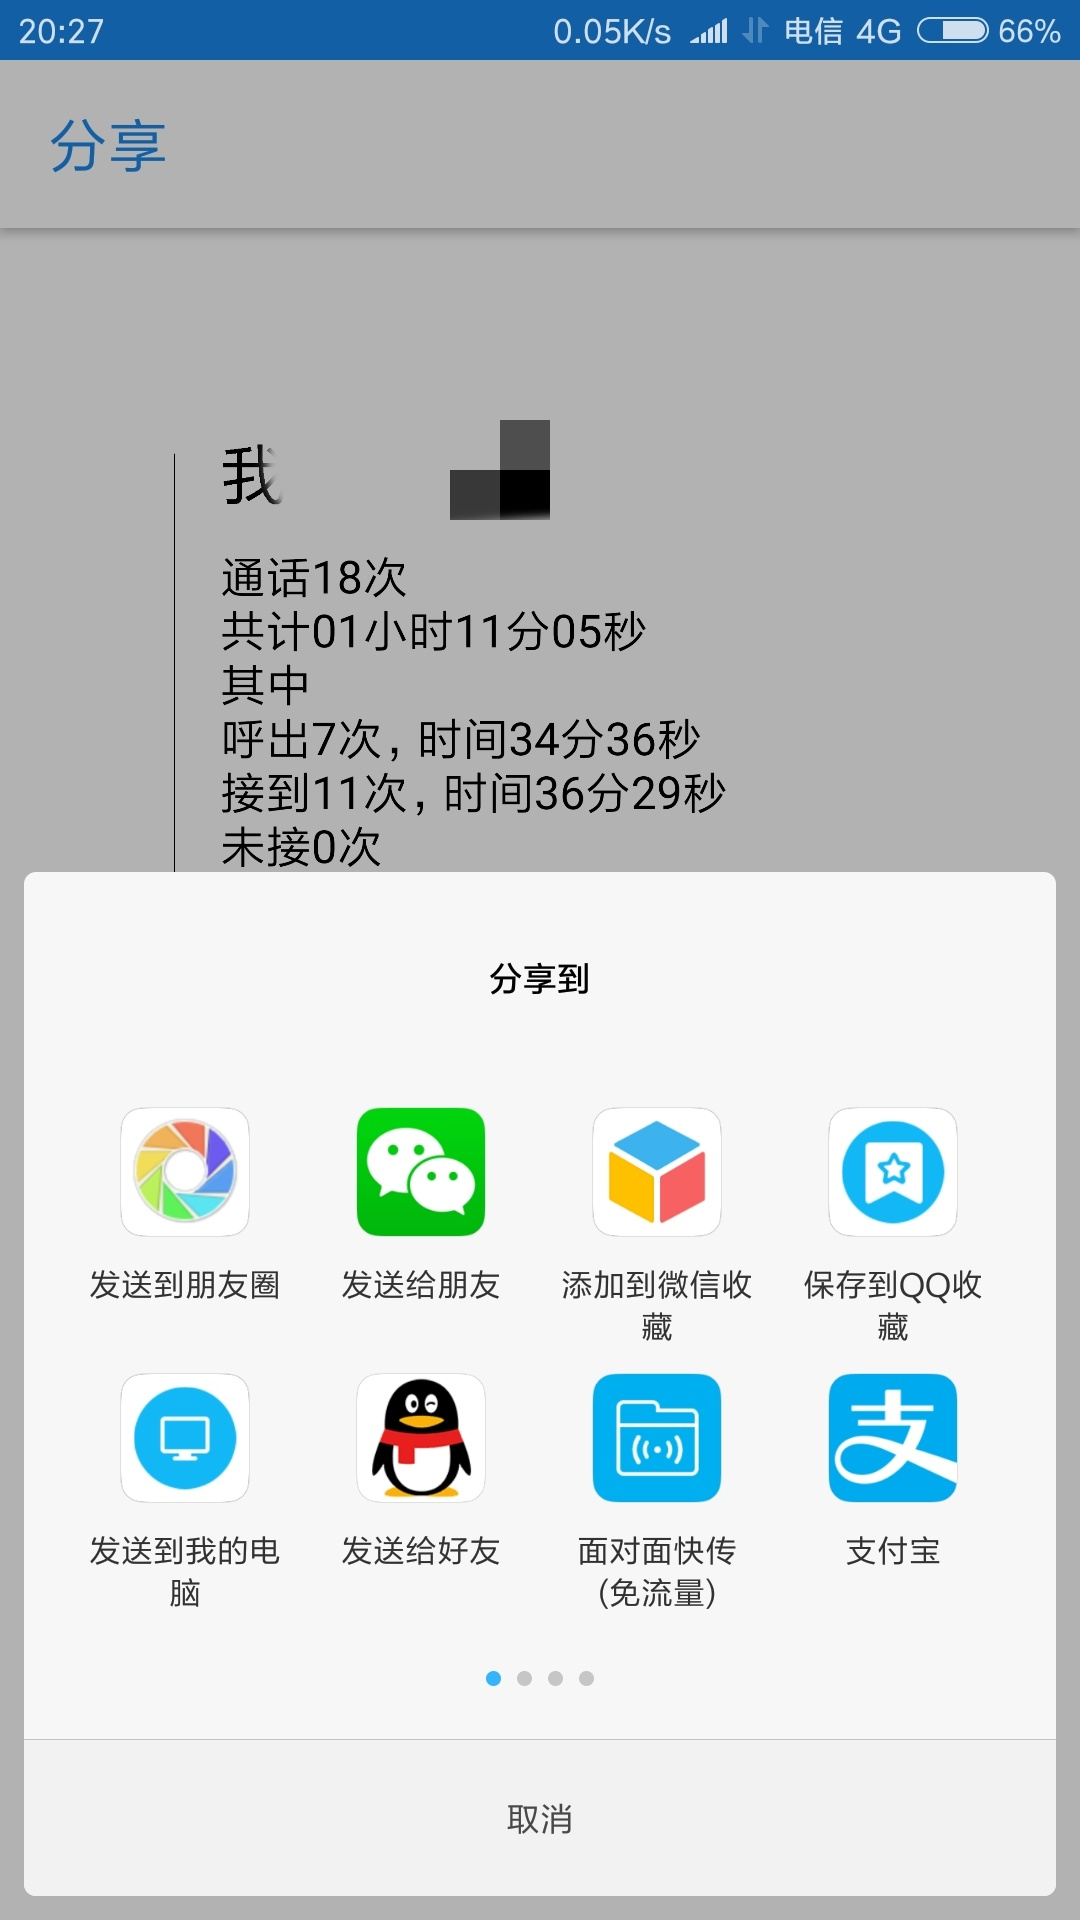 20:27
0.05K/s 电信 4G 66%
分享
我
通话18次
共计01小时11分05秒
其中
呼出7次, 时间34分36秒
接到11次, 时间36分29秒
未接0次
分享到
发送到朋友圈
发送给朋友
添加到微信收
藏
保存到QQ收
藏
发送到我的电
脑
发送给好友
面对面快传
(免流量)
支付宝
取消